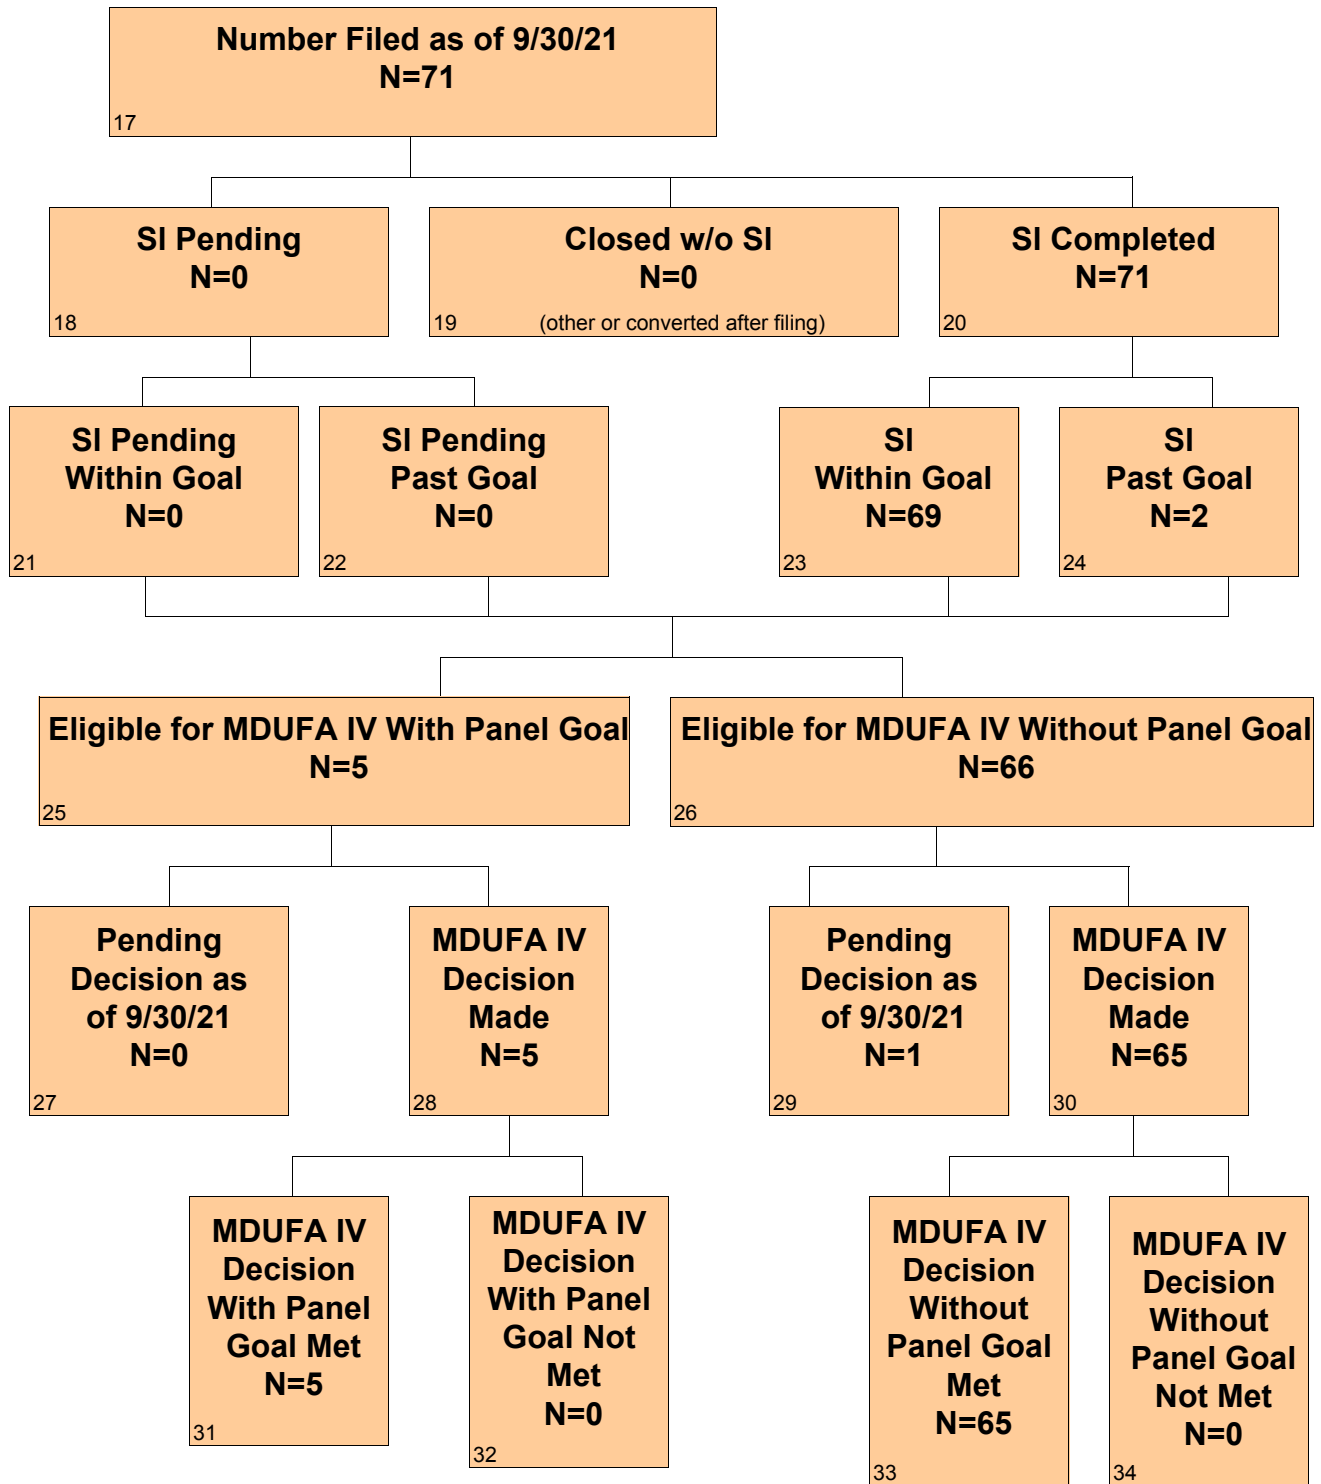 Number Filed as of 9/30/21
N=71
17
SI Pending
N=0
18
Closed w/o SI
N=0
19 (other or converted after filing)
SI Completed
N=71
20
SI Pending
Within Goal
N=0
21
SI Pending
Past Goal
N=0
22
SI
Within Goal
N=69
23
SI
Past Goal
N=2
24
Eligible for MDUFA IV With Panel Goal
N=5
25
Eligible for MDUFA IV Without Panel Goal
N=66
26
Pending
Decision as
of 9/30/21
N=0
27
MDUFA IV
Decision
Made
N=5
28
Pending
Decision as
of 9/30/21
N=1
29
MDUFA IV
Decision
Made
N=65
30
MDUFA IV
Decision
With Panel
Goal Met
N=5
31
MDUFA IV
Decision
With Panel
Goal Not
Met
N=0
32
MDUFA IV
Decision
Without
Panel Goal
Met
N=65
33
MDUFA IV
Decision
Without
Panel Goal
Not Met
N=0
34